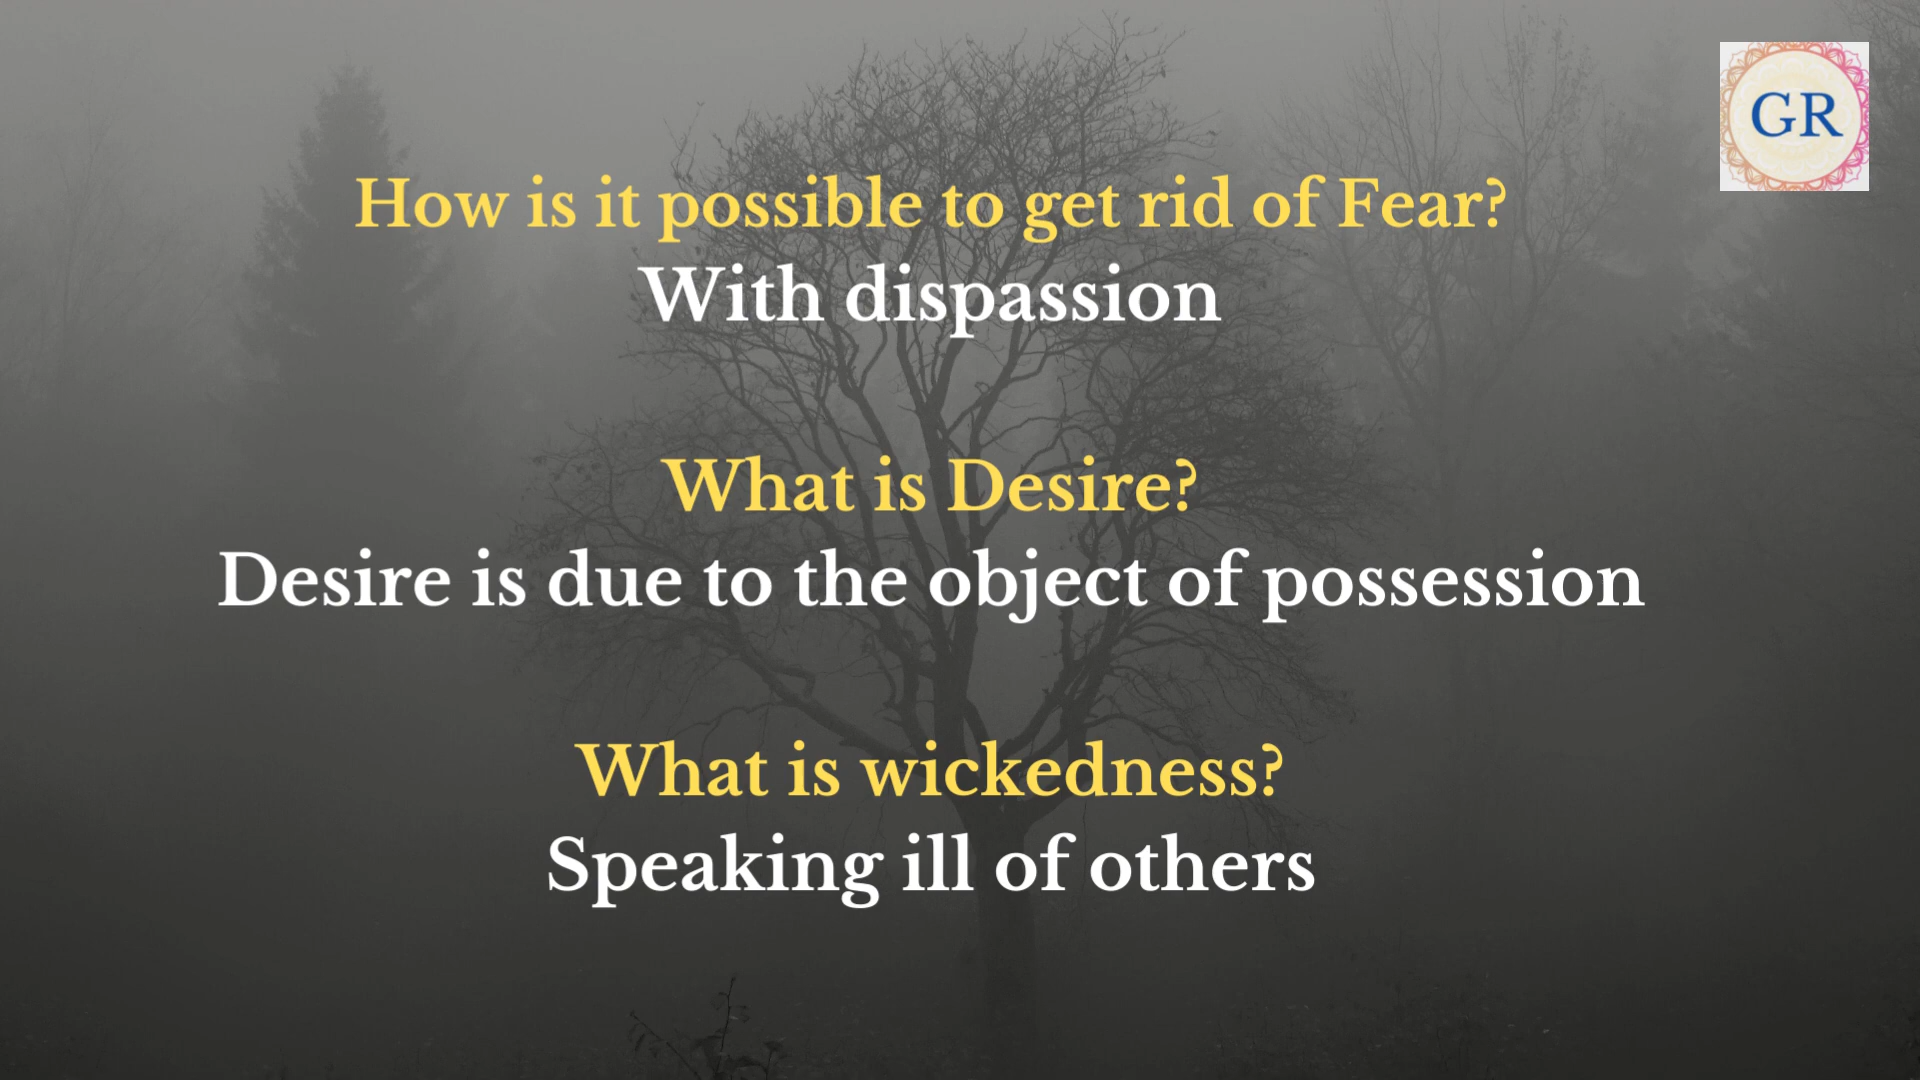 GR
How is it possible to get rid of Fear?
With dispassion
What is Desire?
Desire is due to the object of possession
What is wickedness?
Speaking ill of others